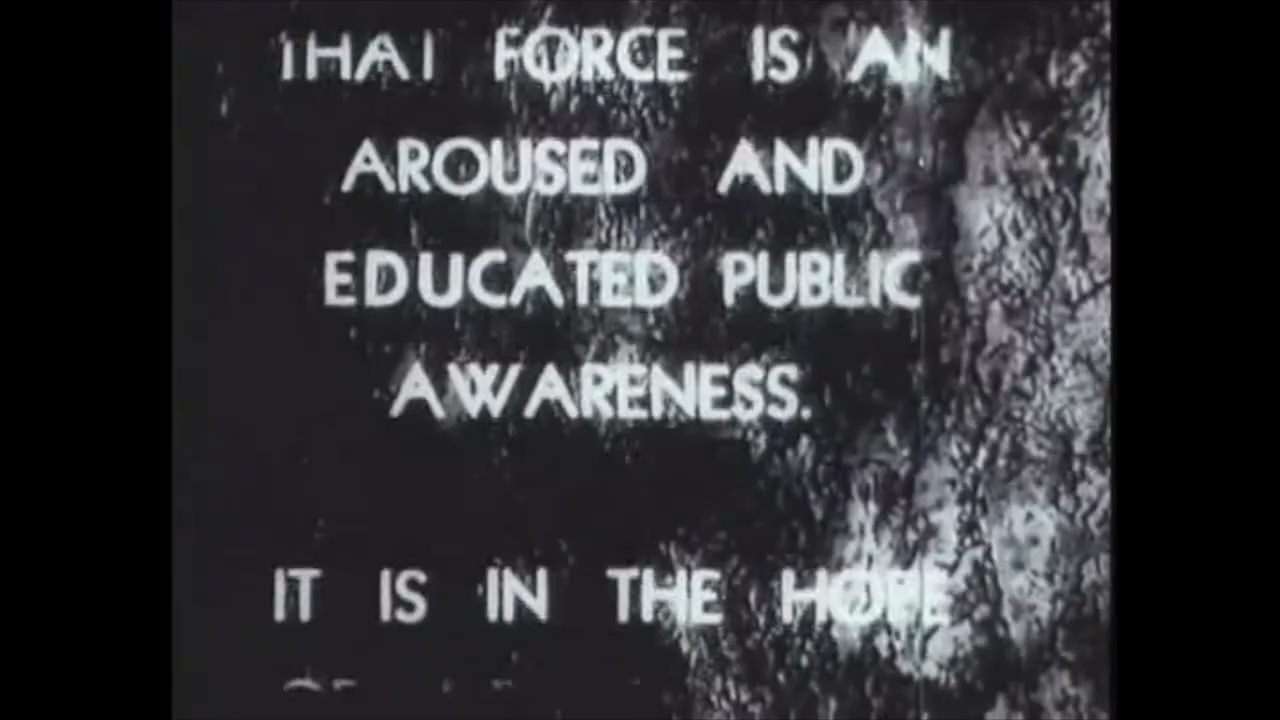 THAT FORCE IS AN
AROUSED AND
EDUCATED PUBLIC
AWARENESS.
IT IS IN THE HOPE